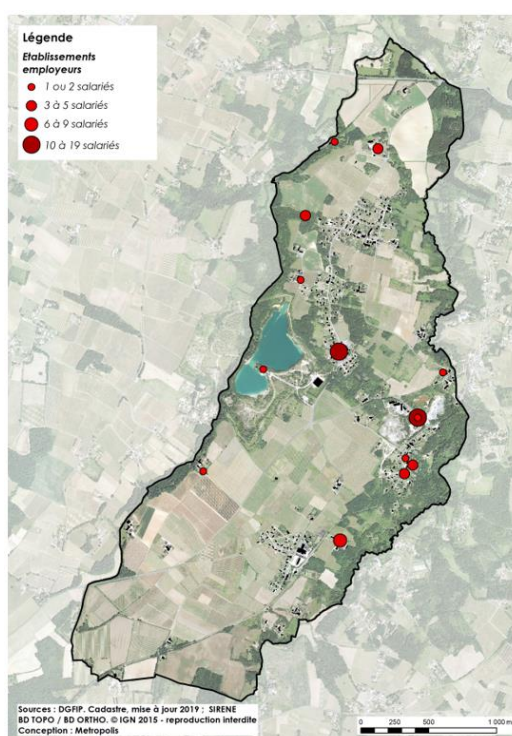 Légende
Etablissements
employeurs
1 ou 2 salariés
3 à 5 salariés
6 à 9 salariés
10 à 19 salariés
Sources : DGFIP. Cadastre, mise à jour 2019 ; SIRENE
BD TOPO / BD ORTHO. © IGN 2015 - reproduction interdite
Conception : Metropolis
0 250 500 1 000 m